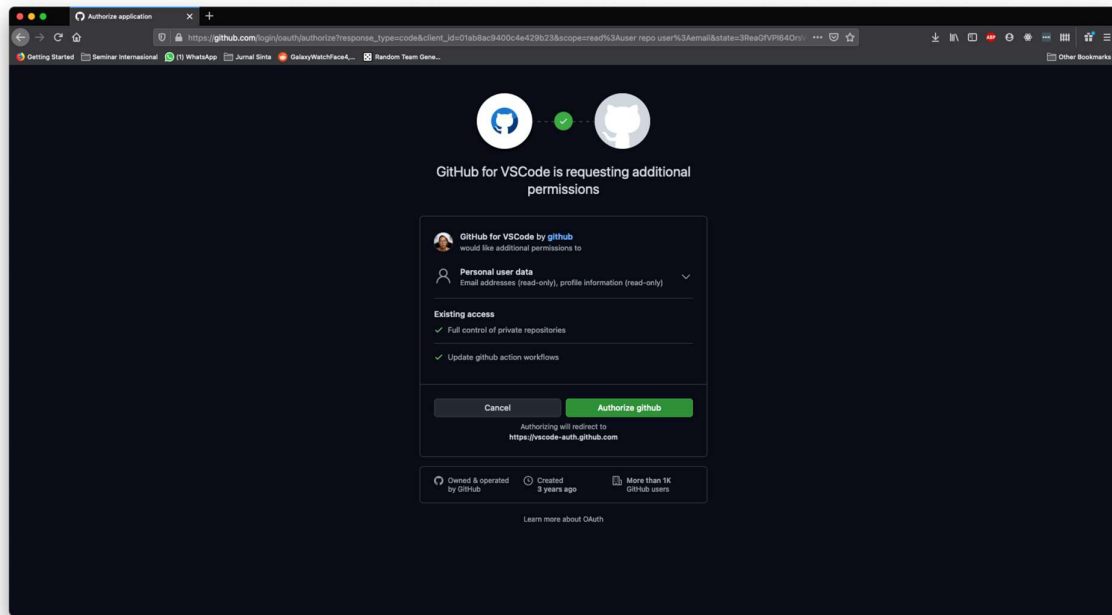 Authorize application
https://github.com/login/oauth/authorize?response_type=code&client_id=01ab8ac9400c4e429b23&scope=read%3Auser repo user%3Aemail&state=3ReaGfVPl64Ors
Getting Started Seminar Internasional (1) WhatsApp Jurnal Sinta GalaxyWatchFace4,... Random Team Gene... Other Bookmarks
GitHub for VSCode is requesting additional
permissions
GitHub for VSCode by github
would like additional permissions to
Personal user data
Email addresses (read-only), profile information (read-only)
Existing access
Full control of private repositories
Update github action workflows
Cancel Authorize github
Authorizing will redirect to
https://vscode-auth.github.com
Owned & operated Created More than 1K
by GitHub 3 years ago GitHub users
Learn more about OAuth